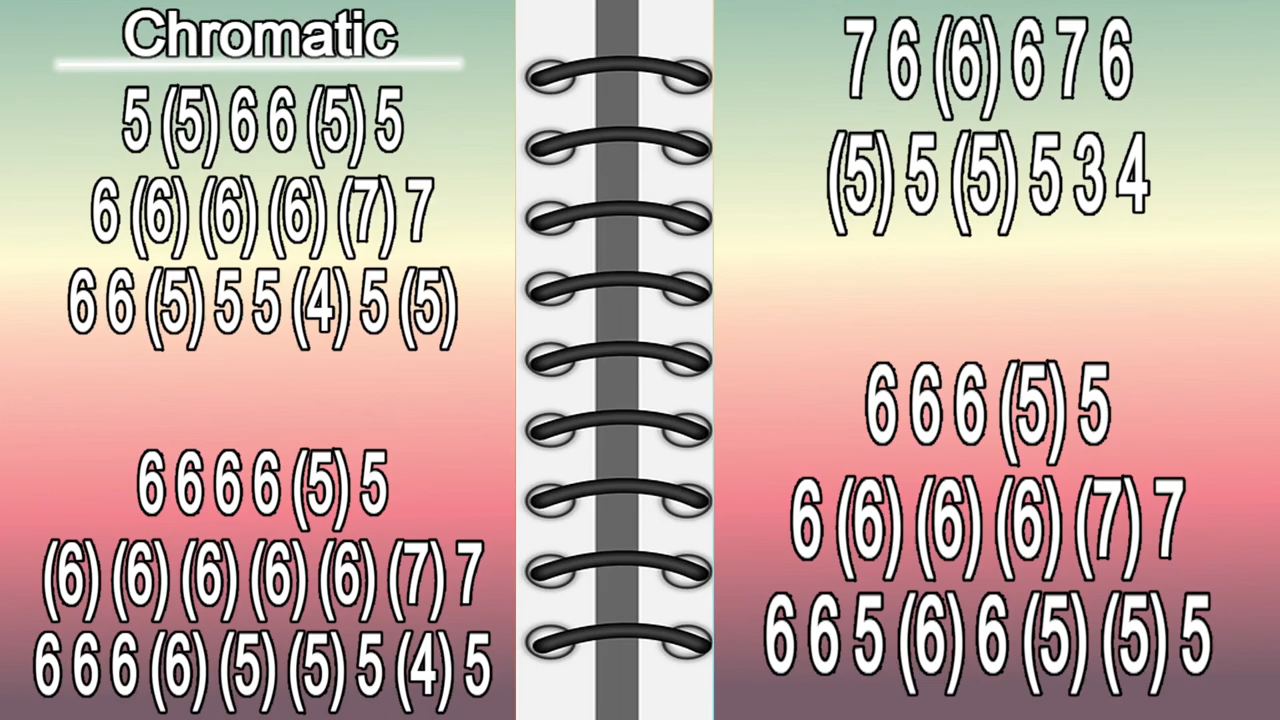 Chromatic
5 (5) 6 6 (5) 5
6 (6) (6) (6) (7) 7
6 6 (5) 5 5 (4) 5 (5)
6 6 6 6 (5) 5
(6) (6) (6) (6) (6) (7) 7
6 6 6 (6) (5) (5) 5 (4) 5
7 6 (6) 6 7 6
(5) 5 (5) 5 3 4
6 6 6 (5) 5
6 (6) (6) (6) (7) 7
6 6 5 (6) 6 (5) (5) 5